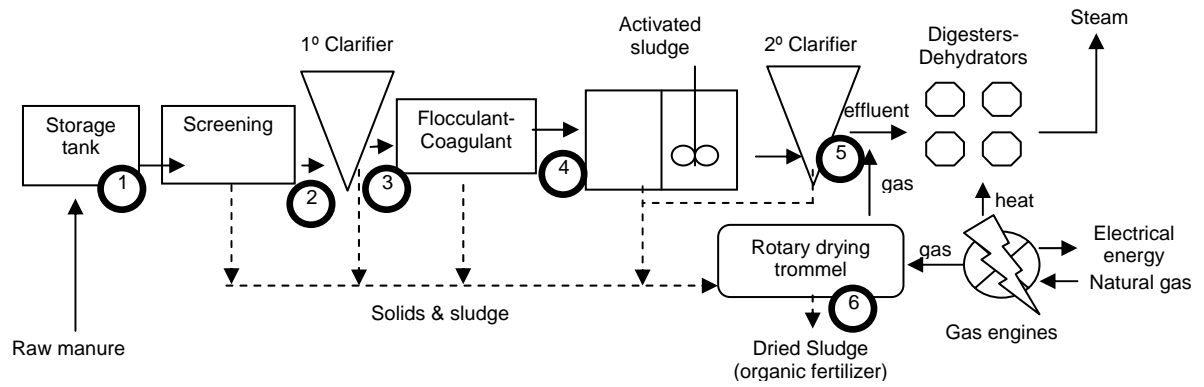 Storage
tank
1
Screening
2
1º Clarifier
3
Flocculant-
Coagulant
4
Activated
sludge
2º Clarifier
5
effluent
gas
Digesters-
Dehydrators
Steam
heat
Rotary drying
trommel
6
gas
Electrical
energy
Natural gas
Gas engines
Solids & sludge
Raw manure
Dried Sludge
(organic fertilizer)